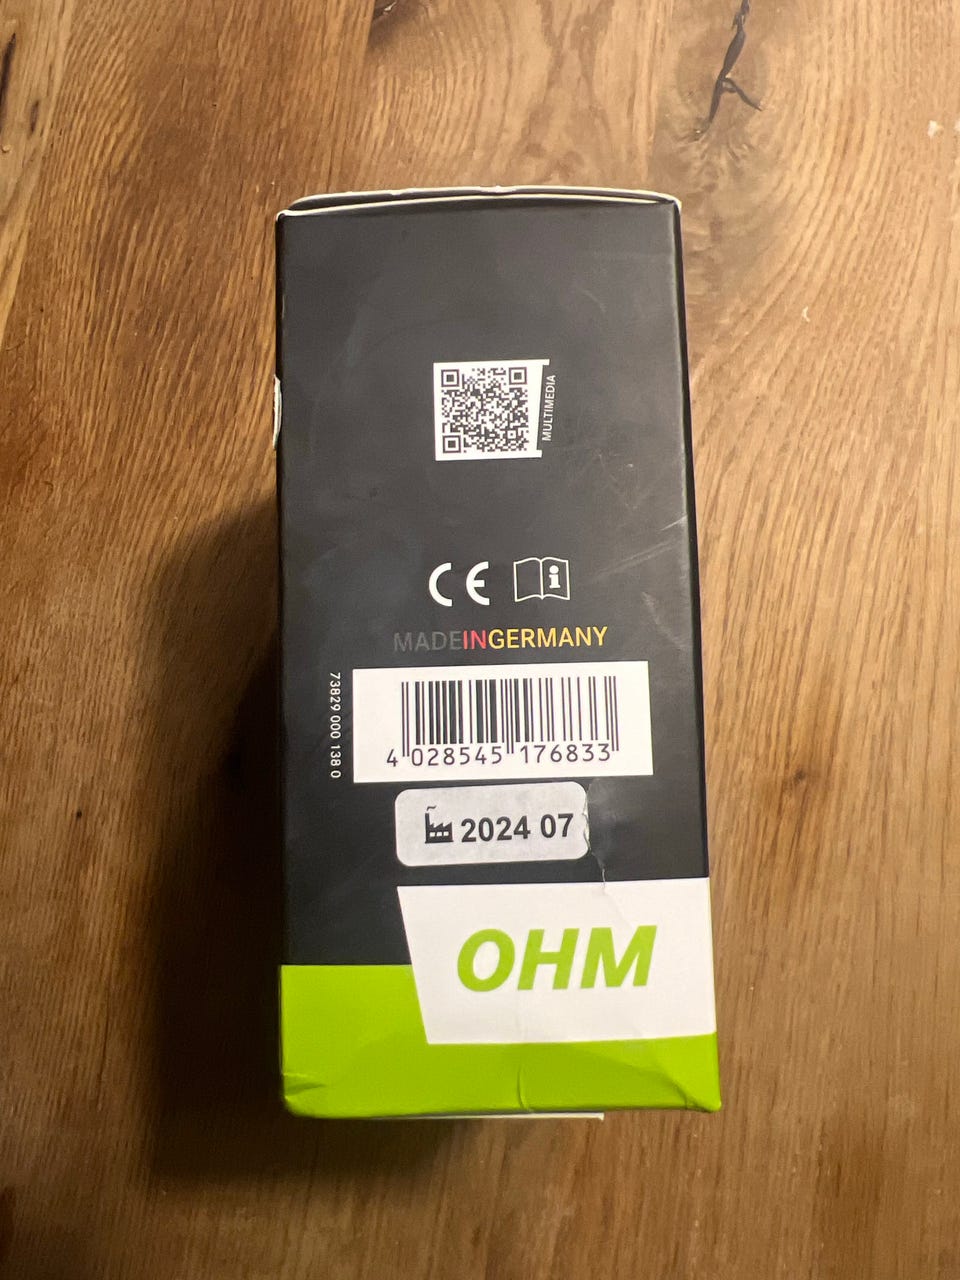 MULTIMEDIA
CE
MADEINGERMANY
73829 000 138 0
4 028545 176833
2024 07
OHM